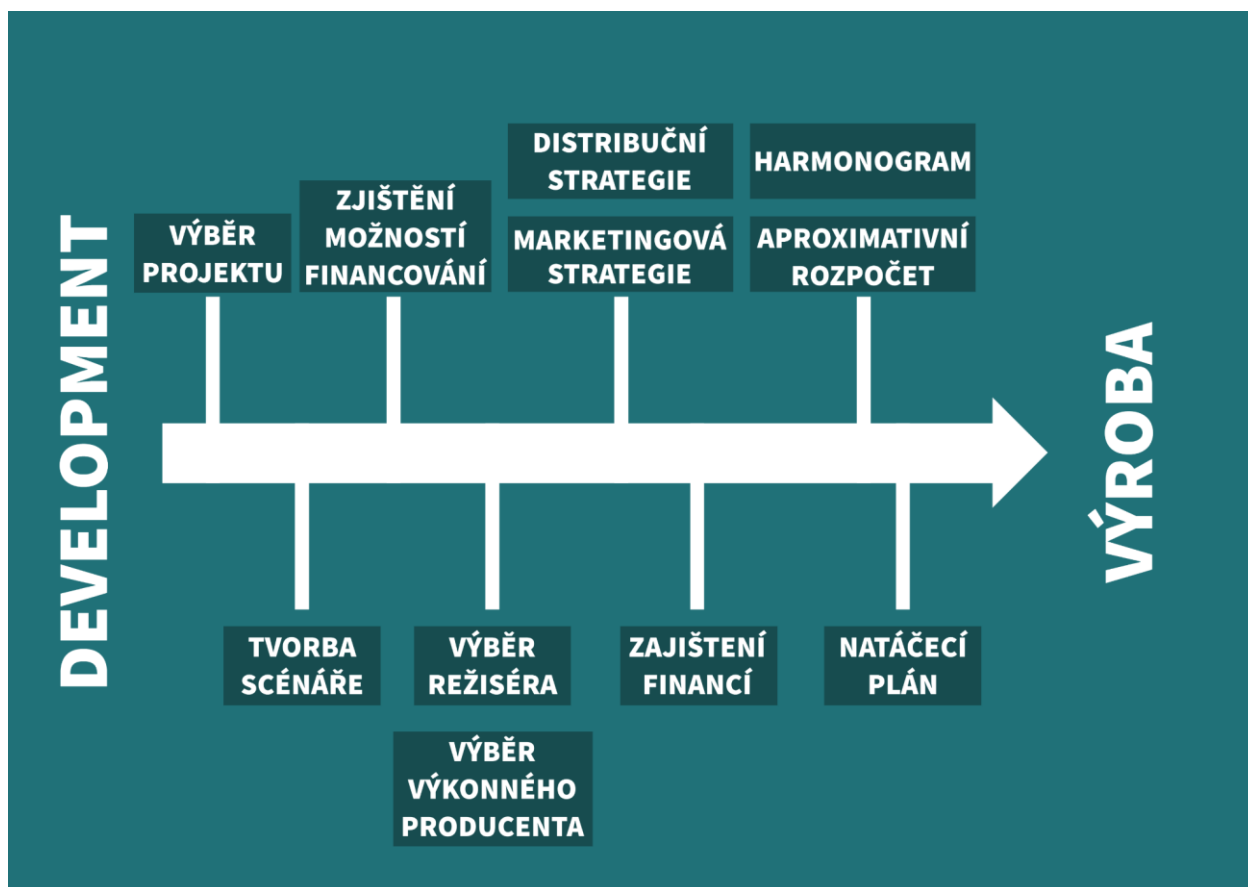 DEVELOPMENT
VÝBĚR
PROJEKTU
ZJIŠTĚNÍ
MOŽNOSTÍ
FINANCOVÁNÍ
DISTRIBUČNÍ
STRATEGIE
MARKETINGOVÁ
STRATEGIE
HARMONOGRAM
APROXIMATIVNÍ
ROZPOČET
TVORBA
SCÉNÁŘE
VÝBĚR
REŽISÉRA
VÝBĚR
VÝKONNÉHO
PRODUCENTA
ZAJIŠTENÍ
FINANCÍ
NATÁČECÍ
PLÁN
VÝROBA